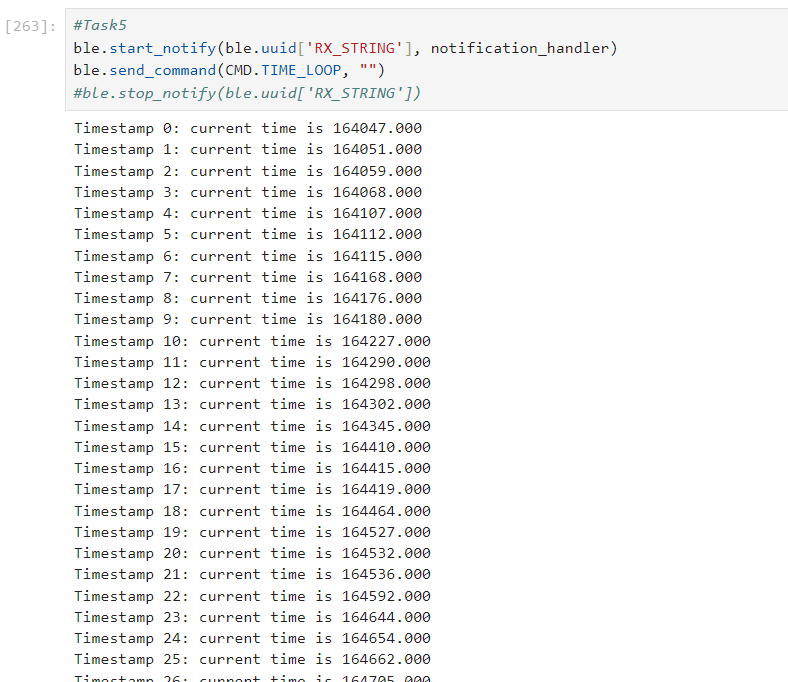 [263]:
#Task5
ble.start_notify(ble.uuid['RX_STRING'], notification_handler)
ble.send_command(CMD.TIME_LOOP, "")
#ble.stop_notify(ble.uuid['RX_STRING'])
Timestamp 0: current time is 164047.000
Timestamp 1: current time is 164051.000
Timestamp 2: current time is 164059.000
Timestamp 3: current time is 164068.000
Timestamp 4: current time is 164107.000
Timestamp 5: current time is 164112.000
Timestamp 6: current time is 164115.000
Timestamp 7: current time is 164168.000
Timestamp 8: current time is 164176.000
Timestamp 9: current time is 164180.000
Timestamp 10: current time is 164227.000
Timestamp 11: current time is 164290.000
Timestamp 12: current time is 164298.000
Timestamp 13: current time is 164302.000
Timestamp 14: current time is 164345.000
Timestamp 15: current time is 164410.000
Timestamp 16: current time is 164415.000
Timestamp 17: current time is 164419.000
Timestamp 18: current time is 164464.000
Timestamp 19: current time is 164527.000
Timestamp 20: current time is 164532.000
Timestamp 21: current time is 164536.000
Timestamp 22: current time is 164592.000
Timestamp 23: current time is 164644.000
Timestamp 24: current time is 164654.000
Timestamp 25: current time is 164662.000
Timestamp 26: current time is 164705.000